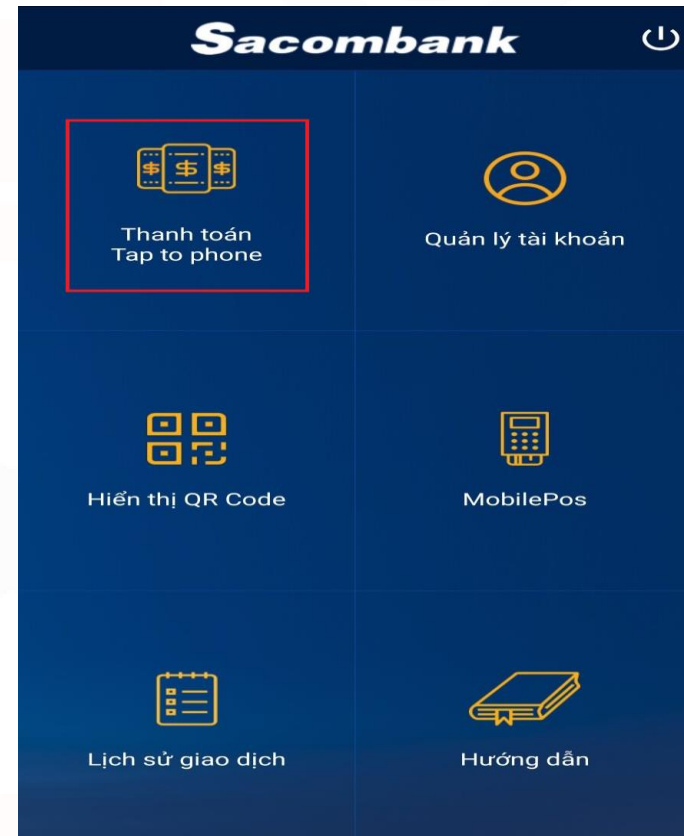 Sacombank
Thanh toán
Tap to phone
Quản lý tài khoản
Hiển thị QR Code
MobilePos
Lịch sử giao dịch
Hướng dẫn